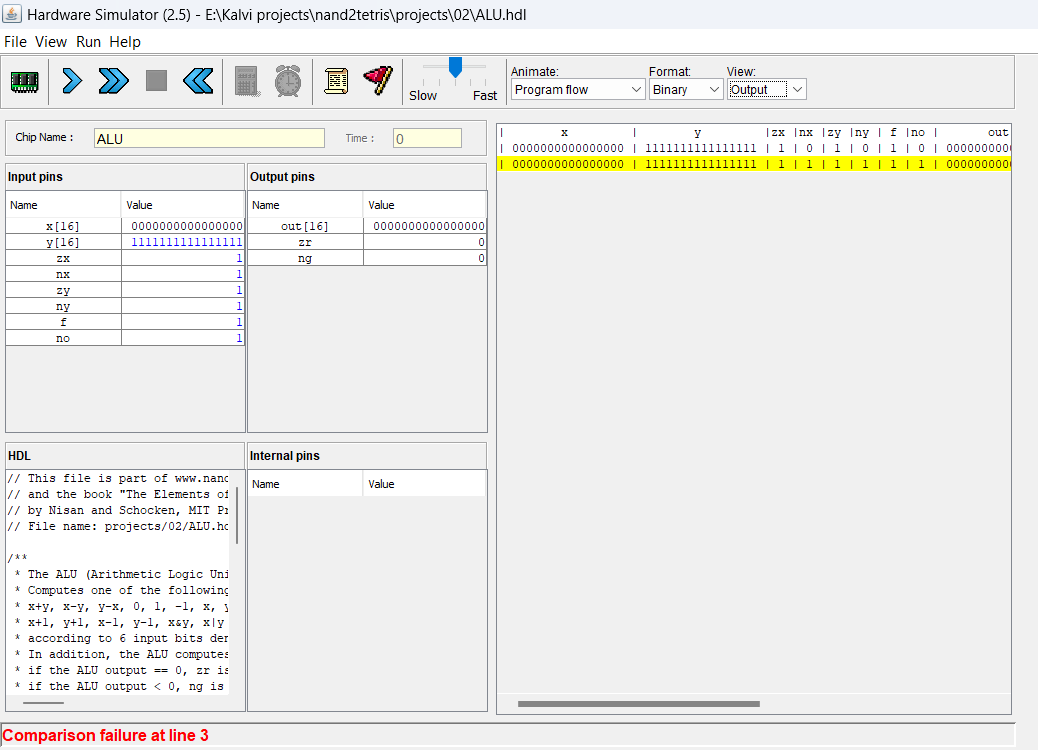 Hardware Simulator (2.5) - E:\Kalvi projects\nand2tetris\projects\02\ALU.hdl
File View Run Help
Slow Fast
Animate: Format: View:
Program flow Binary Output
Chip Name : ALU Time : 0
Input pins Output pins
Name Value Name Value
x[16] 0000000000000000 out[16] 0000000000000000
y[16] 1111111111111111 zr 0
zx 1 ng 0
nx 1
zy 1
ny 1
f 1
no 1
| x | y |zx |nx |zy |ny | f |no | out
| 0000000000000000 | 1111111111111111 | 1 | 0 | 1 | 0 | 1 | 0 | 000000000
| 0000000000000000 | 1111111111111111 | 1 | 1 | 1 | 1 | 1 | 1 | 000000000
HDL Internal pins
Name Value
// This file is part of www.nand
// and the book "The Elements of
// by Nisan and Schocken, MIT Pr
// File name: projects/02/ALU.hd
/**
* The ALU (Arithmetic Logic Uni
* Computes one of the following
* x+y, x-y, y-x, 0, 1, -1, x, y
* x+1, y+1, x-1, y-1, x&y, x|y
* according to 6 input bits den
* In addition, the ALU computes
* if the ALU output == 0, zr is
* if the ALU output < 0, ng is
Comparison failure at line 3